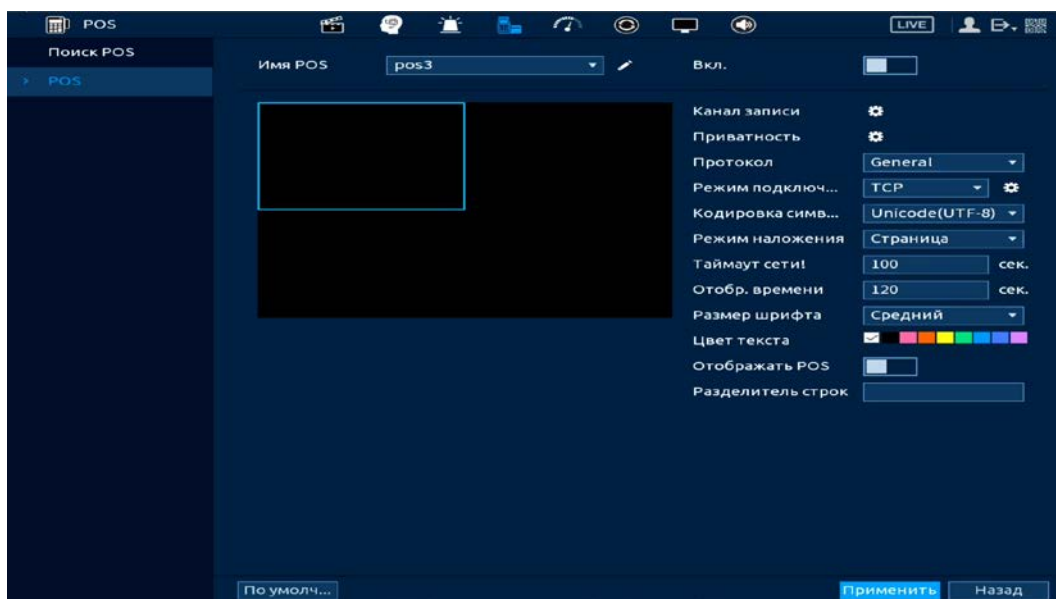 POS
LIVE
Поиск POS
> POS
Имя POS pos3 Вкл.
Канал записи
Приватность
Протокол General
Режим подключ... TCP
Кодировка симв... Unicode(UTF-8)
Режим наложения Страница
Таймаут сети! 100 сек.
Отобр. времени 120 сек.
Размер шрифта Средний
Цвет текста
Отображать POS
Разделитель строк
По умолч... Применить Назад